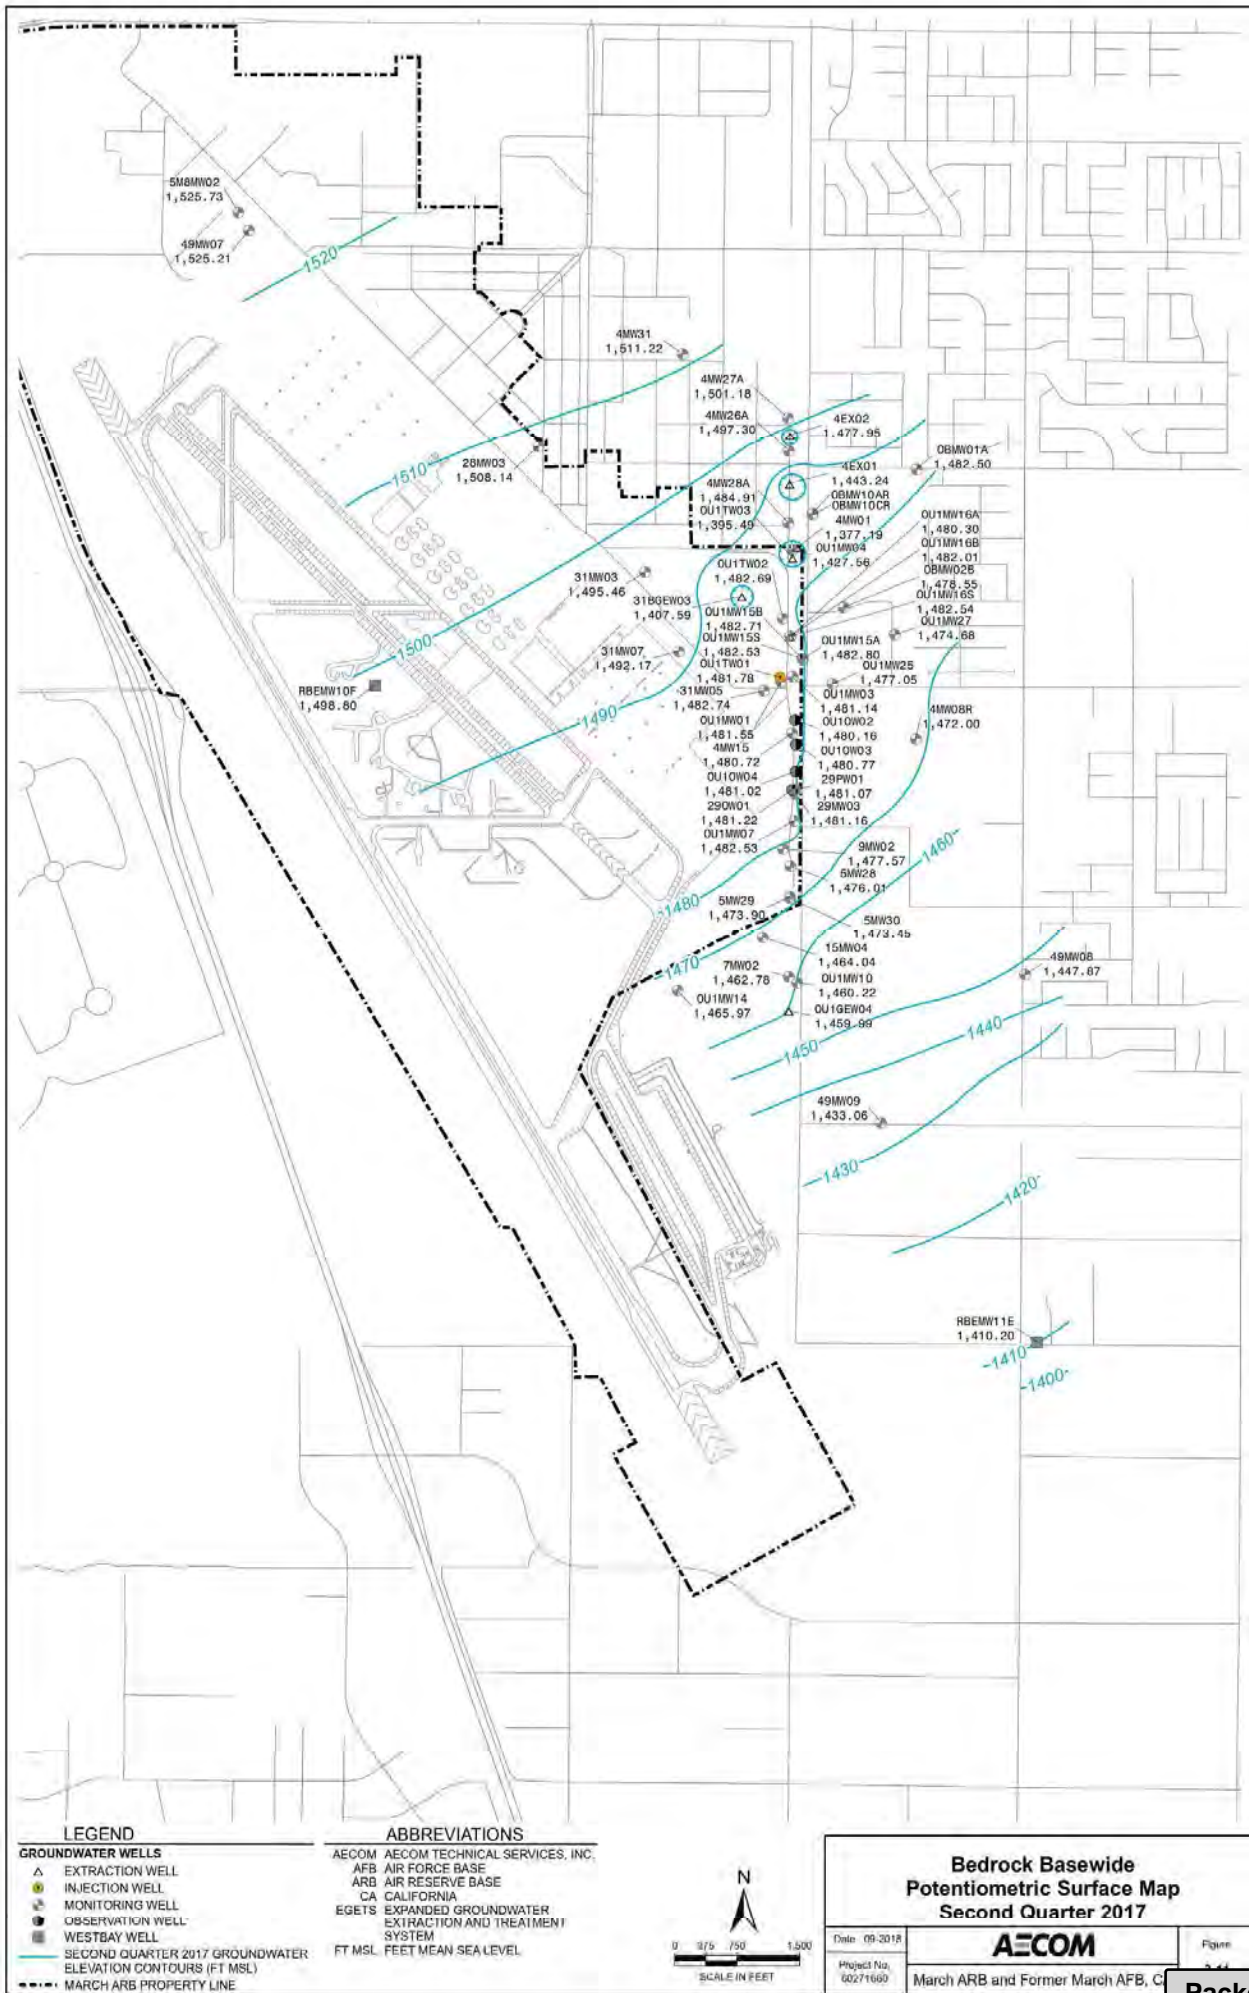 5M8MW02
1,525.73
49MW07
1,525.21
1520
4MW31
1,511.22
4MW27A
1,501.18
4MW26A
1,497.30
4EX02
1.477.95
OBMW01A
1,482.50
1510
28MW03
1,508.14
4EX01
1,443.24
4MW28A
1,484.91
OBMW10AR
OBMW10CR
OU1TW03
1,395.49
4MW01
1,377.19
OU1MW16A
1,480.30
OU1MW04
1,427.56
OU1MW16B
1,482.01
OU1TW02
1,482.69
OBMW02B
1,478.55
31MW03
1,495.46
31BGEW03
1,407.59
OU1MW16S
1,482.54
OU1MW15B
1,482.71
OU1MW27
1,474.68
1500
31MW07
1,492.17
OU1MW15S
1,482.53
OU1MW15A
1,482.80
OU1TW01
1,481.78
OU1MW25
1,477.05
RBEMW10F
1,498.80
31MW05
1,482.74
OU1MW03
1,481.14
1490
4MW08R
1,472.00
OU1MW01
1,481.55
OU1OW02
1,480.16
4MW15
1,480.72
OU1OW03
1,480.77
OU1OW04
1,481.02
29PW01
1,481.07
29OW01
1,481.22
29MW03
1,481.16
OU1MW07
1,482.53
9MW02
1,477.57
1460
5MW28
1,476.01
1480
5MW29
1,473.90
5MW30
1,473.45
15MW04
1,464.04
1470
7MW02
1,462.78
OU1MW10
1,460.22
49MW08
1,447.87
OU1MW14
1,465.97
OU1GEW04
1,459.99
1450
1440
49MW09
1,433.06
1430
1420
RBEMW11E
1,410.20
1410
1400
LEGEND
GROUNDWATER WELLS
EXTRACTION WELL
INJECTION WELL
MONITORING WELL
OBSERVATION WELL
WESTBAY WELL
SECOND QUARTER 2017 GROUNDWATER
ELEVATION CONTOURS (FT MSL)
MARCH ARB PROPERTY LINE
ABBREVIATIONS
AECOM AECOM TECHNICAL SERVICES, INC.
AFB AIR FORCE BASE
ARB AIR RESERVE BASE
CA CALIFORNIA
EGETS EXPANDED GROUNDWATER
EXTRACTION AND TREATMENT
SYSTEM
FT MSL FEET MEAN SEA LEVEL
N
0 375 750 1,500
SCALE IN FEET
Bedrock Basewide
Potentiometric Surface Map
Second Quarter 2017
Date 09-2018
Project No.
60271660
AECOM
March ARB and Former March AFB,
Figure